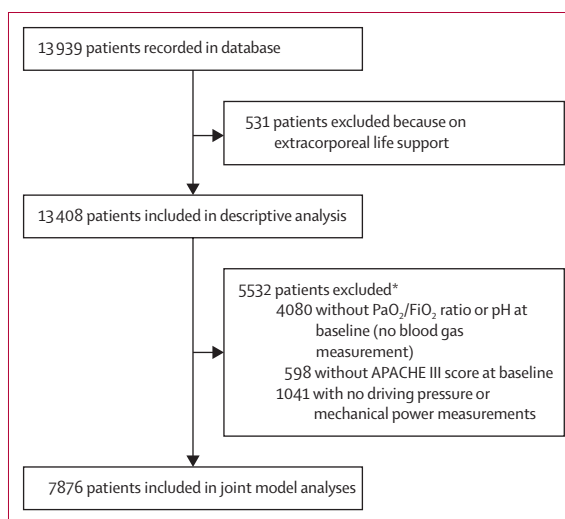 13 939 patients recorded in database
531 patients excluded because on
extracorporeal life support
13 408 patients included in descriptive analysis
5532 patients excluded*
4080 without PaO₂/FiO₂ ratio or pH at
baseline (no blood gas
measurement)
598 without APACHE III score at baseline
1041 with no driving pressure or
mechanical power measurements
7876 patients included in joint model analyses